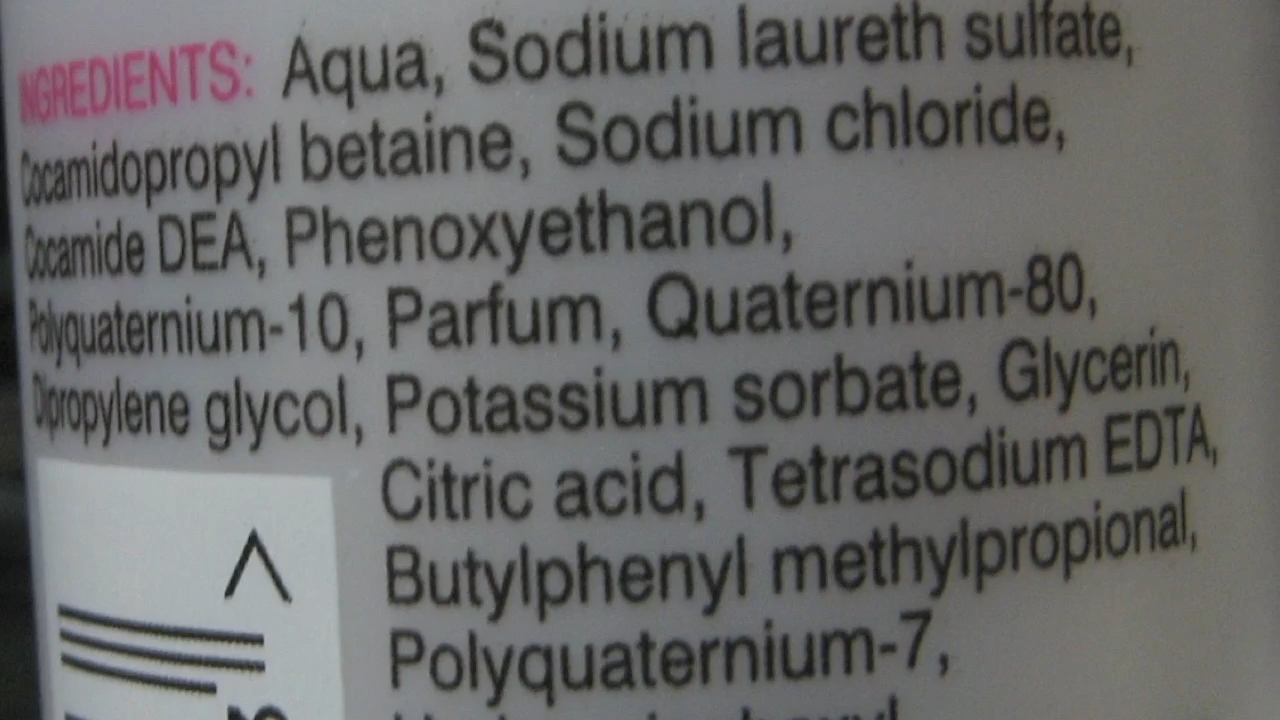 INGREDIENTS: Aqua, Sodium laureth sulfate,
Cocamidopropyl betaine, Sodium chloride,
Cocamide DEA, Phenoxyethanol,
Polyquaternium-10, Parfum, Quaternium-80,
Dipropylene glycol, Potassium sorbate, Glycerin,
Citric acid, Tetrasodium EDTA,
Butylphenyl methylpropional,
Polyquaternium-7,